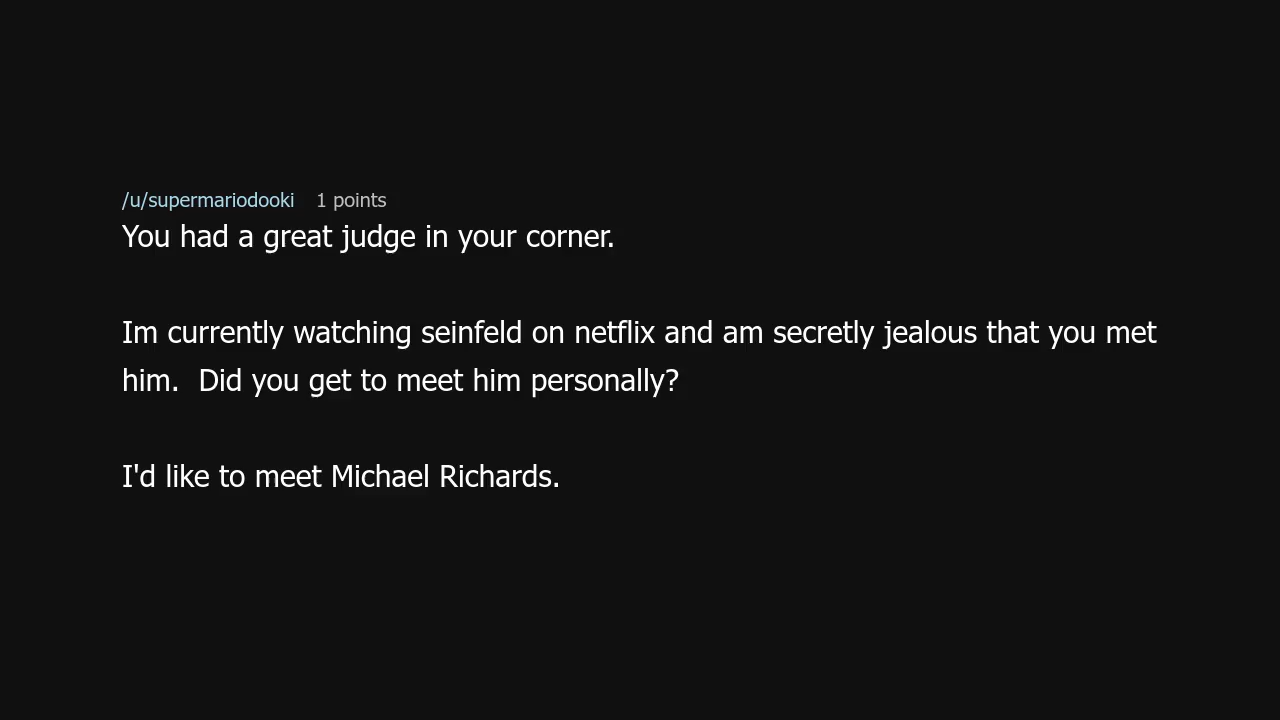 /u/supermariodooki 1 points
You had a great judge in your corner.
Im currently watching seinfeld on netflix and am secretly jealous that you met
him.  Did you get to meet him personally?
I'd like to meet Michael Richards.